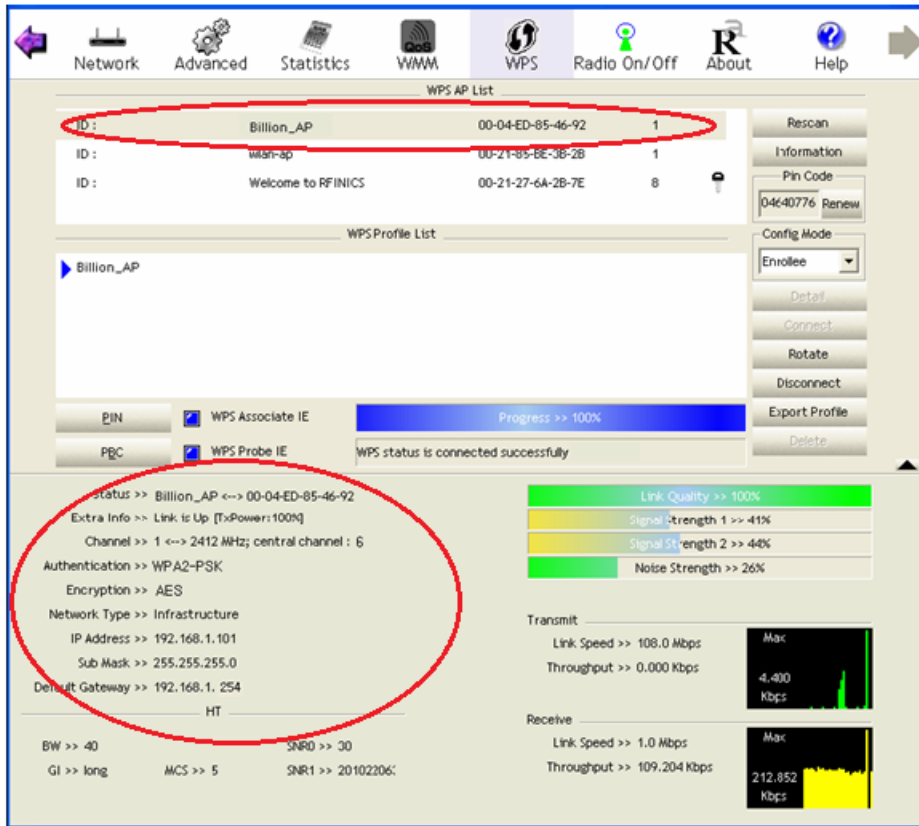 Network Advanced Statistics QoS WMM WPS Radio On/Off R About Help
WPS AP List
ID : Billion_AP 00-04-ED-85-46-92 1
ID : wlan-ap 00-21-85-BE-3B-2B 1
ID : Welcome to RFINICS 00-21-27-6A-2B-7E 8
Rescan
Information
Pin Code
04640776 Renew
WPS Profile List
Config Mode
Billion_AP
Enrollee
Detail
Connect
Rotate
Disconnect
Export Profile
Delete
PIN WPS Associate IE Progress >> 100%
PBC WPS Probe IE WPS status is connected successfully
Status >> Billion_AP <--> 00-04-ED-85-46-92
Extra Info >> Link is Up [TxPower:100%]
Channel >> 1 <--> 2412 MHz; central channel : 6
Authentication >> WPA2-PSK
Encryption >> AES
Network Type >> Infrastructure
IP Address >> 192.168.1.101
Sub Mask >> 255.255.255.0
Default Gateway >> 192.168.1. 254
HT
BW >> 40 SNR0 >> 30
GI >> long MCS >> 5 SNR1 >> 20102206
Link Quality >> 100%
Signal Strength 1 >> 41%
Signal Strength 2 >> 44%
Noise Strength >> 26%
Transmit
Link Speed >> 108.0 Mbps
Throughput >> 0.000 Kbps
Max
4.400
Kbps
Receive
Link Speed >> 1.0 Mbps
Throughput >> 109.204 Kbps
Max
212.852
Kbps